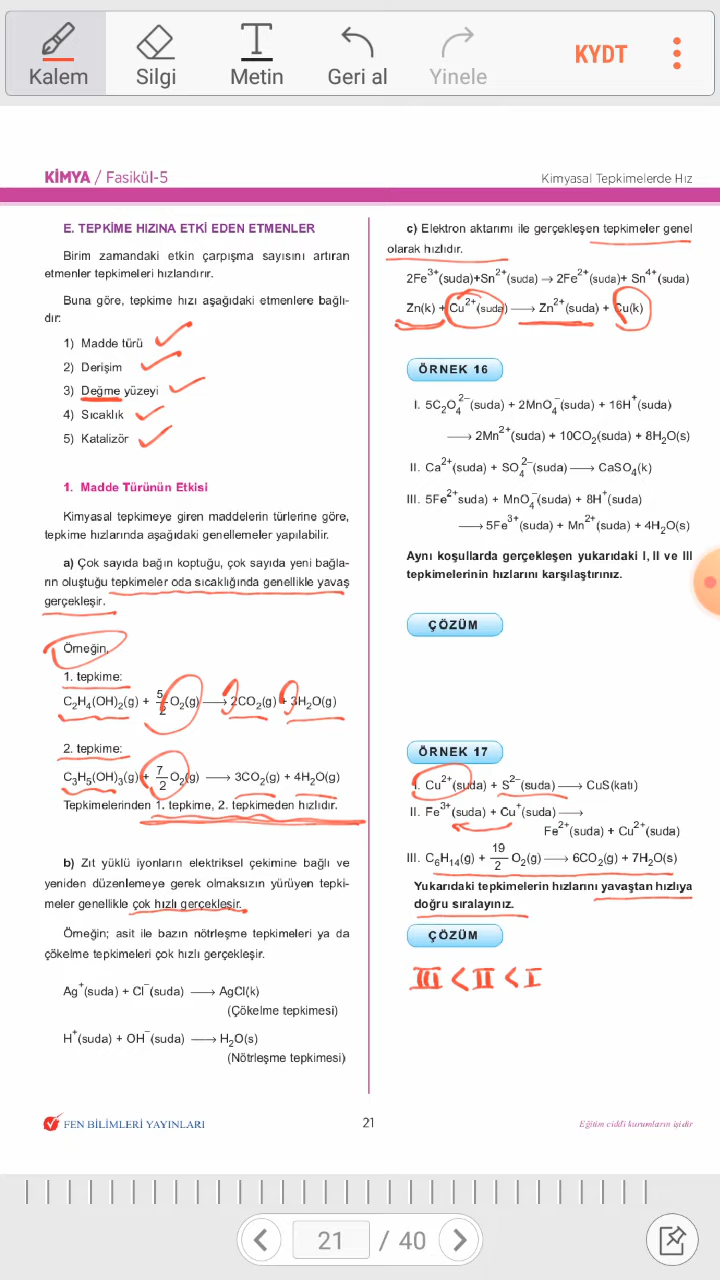 Kalem
Silgi
Metin
Geri al
Yinele
KYDT
KİMYA / Fasikül-5
Kimyasal Tepkimelerde Hız
E. TEPKİME HIZINA ETKİ EDEN ETMENLER
Birim zamandaki etkin çarpışma sayısını artıran
etmenler tepkimeleri hızlandırır.
Buna göre, tepkime hızı aşağıdaki etmenlere bağlı-
dır:
1) Madde türü
2) Derişim
3) Değme yüzeyi
4) Sıcaklık
5) Katalizör
1. Madde Türünün Etkisi
Kimyasal tepkimeye giren maddelerin türlerine göre,
tepkime hızlarında aşağıdaki genellemeler yapılabilir.
a) Çok sayıda bağın koptuğu, çok sayıda yeni bağla-
rın oluştuğu tepkimeler oda sıcaklığında genellikle yavaş
gerçekleşir.
Örneğin,
1. tepkime:
C₂H₄(OH)₂(g) + 5/2 O₂(g) ⟶ 2CO₂(g) + 3H₂O(g)
2. tepkime:
C₃H₅(OH)₃(g) + 7/2 O₂(g) ⟶ 3CO₂(g) + 4H₂O(g)
Tepkimelerinden 1. tepkime, 2. tepkimeden hızlıdır.
b) Zıt yüklü iyonların elektriksel çekimine bağlı ve
yeniden düzenlemeye gerek olmaksızın yürüyen tepki-
meler genellikle çok hızlı gerçekleşir.
Örneğin; asit ile bazın nötrleşme tepkimeleri ya da
çökelme tepkimeleri çok hızlı gerçekleşir.
Ag⁺(suda) + Cl⁻(suda) ⟶ AgCl(k)
(Çökelme tepkimesi)
H⁺(suda) + OH⁻(suda) ⟶ H₂O(s)
(Nötrleşme tepkimesi)
c) Elektron aktarımı ile gerçekleşen tepkimeler genel
olarak hızlıdır.
2Fe³⁺(suda)+Sn²⁺(suda) → 2Fe²⁺(suda)+ Sn⁴⁺(suda)
Zn(k) + Cu²⁺(suda) ⟶ Zn²⁺(suda) + Cu(k)
ÖRNEK 16
I. 5C₂O₄²⁻(suda) + 2MnO₄⁻(suda) + 16H⁺(suda)
⟶ 2Mn²⁺(suda) + 10CO₂(suda) + 8H₂O(s)
II. Ca²⁺(suda) + SO₄²⁻(suda) ⟶ CaSO₄(k)
III. 5Fe²⁺suda) + MnO₄⁻(suda) + 8H⁺(suda)
⟶ 5Fe³⁺(suda) + Mn²⁺(suda) + 4H₂O(s)
Aynı koşullarda gerçekleşen yukarıdaki I, II ve III
tepkimelerinin hızlarını karşılaştırınız.
ÇÖZÜM
ÖRNEK 17
I. Cu²⁺(suda) + S²⁻(suda) ⟶ CuS(katı)
II. Fe³⁺(suda) + Cu⁺(suda) ⟶
Fe²⁺(suda) + Cu²⁺(suda)
III. C₆H₁₄(g) + 19/2 O₂(g) ⟶ 6CO₂(g) + 7H₂O(s)
Yukarıdaki tepkimelerin hızlarını yavaştan hızlıya
doğru sıralayınız.
ÇÖZÜM
III < II < I
FEN BİLİMLERİ YAYINLARI
21
Eğitim ciddi kurumların işidir
21 / 40